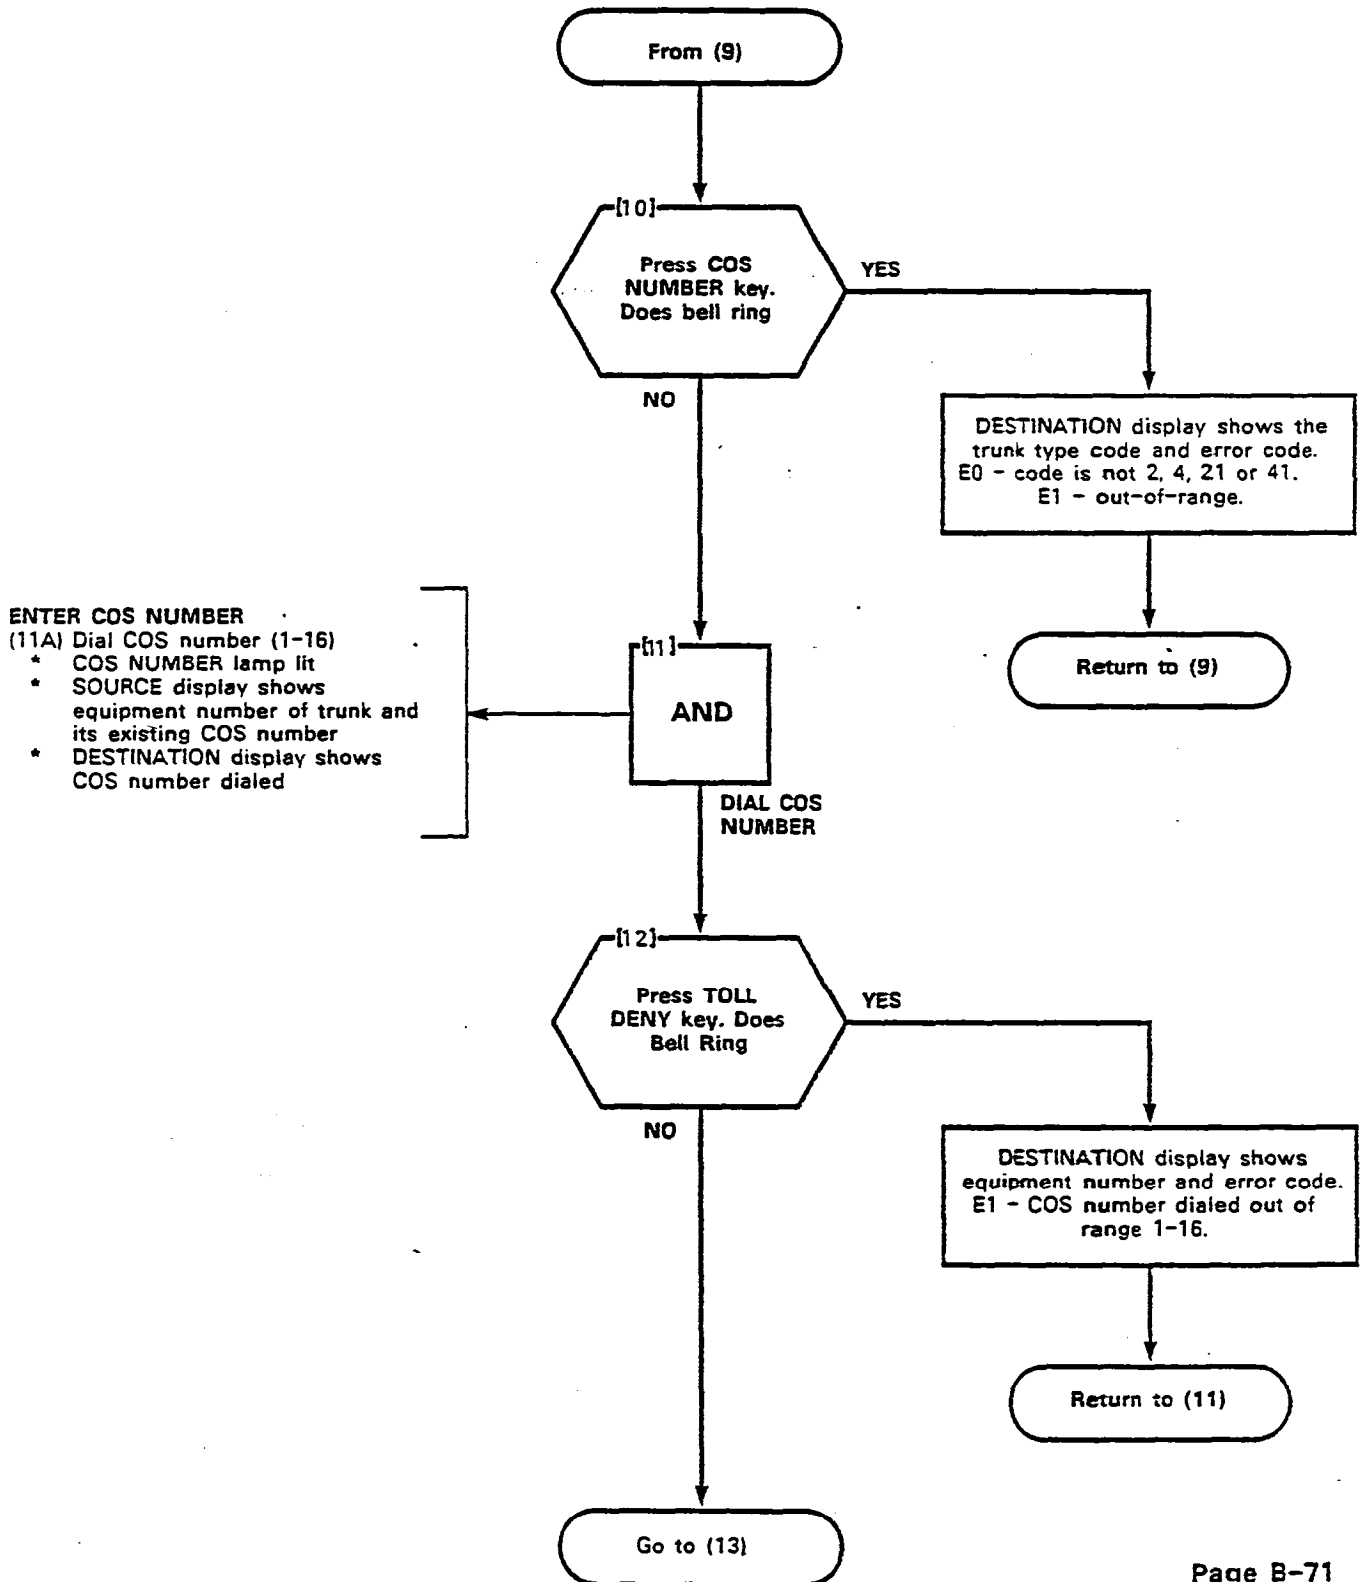 From (9)
[10]
Press COS
NUMBER key.
Does bell ring
YES
NO
DESTINATION display shows the
trunk type code and error code.
E0 - code is not 2, 4, 21 or 41.
E1 - out-of-range.
Return to (9)
ENTER COS NUMBER
(11A) Dial COS number (1-16)
* COS NUMBER lamp lit
* SOURCE display shows
equipment number of trunk and
its existing COS number
* DESTINATION display shows
COS number dialed
[11]
AND
DIAL COS
NUMBER
[12]
Press TOLL
DENY key. Does
Bell Ring
YES
NO
DESTINATION display shows
equipment number and error code.
E1 - COS number dialed out of
range 1-16.
Return to (11)
Go to (13)
Page B-71